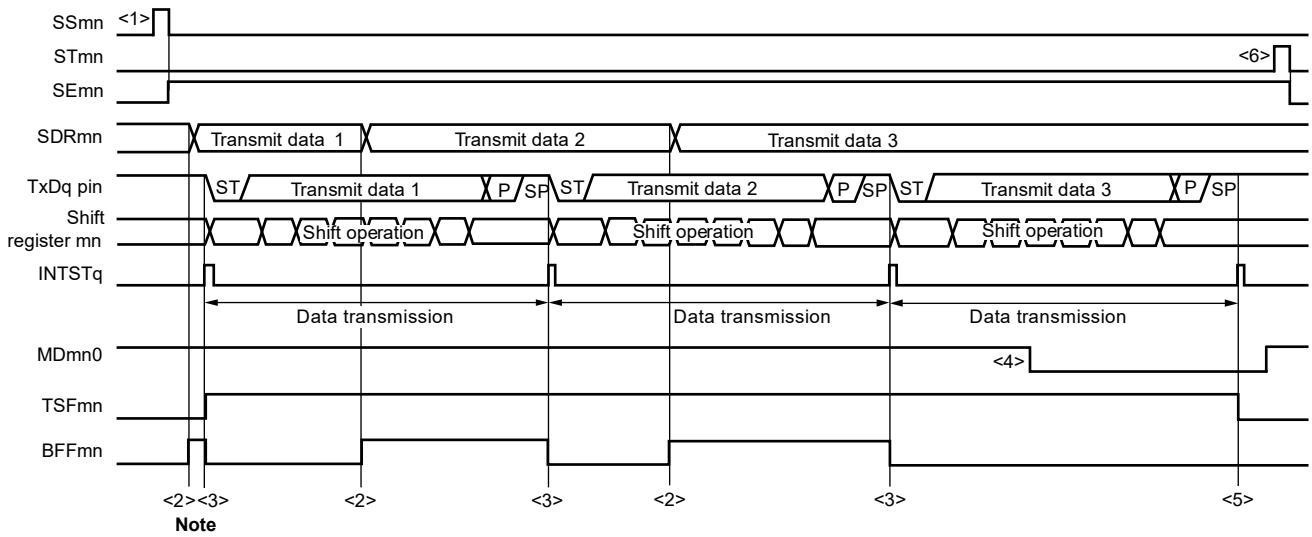 SSmn <1>
STmn <6>
SEmn
SDRmn Transmit data 1 Transmit data 2 Transmit data 3
TxDq pin ST Transmit data 1 P SP ST Transmit data 2 P SP ST Transmit data 3 P SP
Shift
register mn Shift operation Shift operation Shift operation
INTSTq
Data transmission Data transmission Data transmission
MDmn0 <4>
TSFmn
BFFmn
<2> <3> <2> <3> <2> <3> <5>
Note